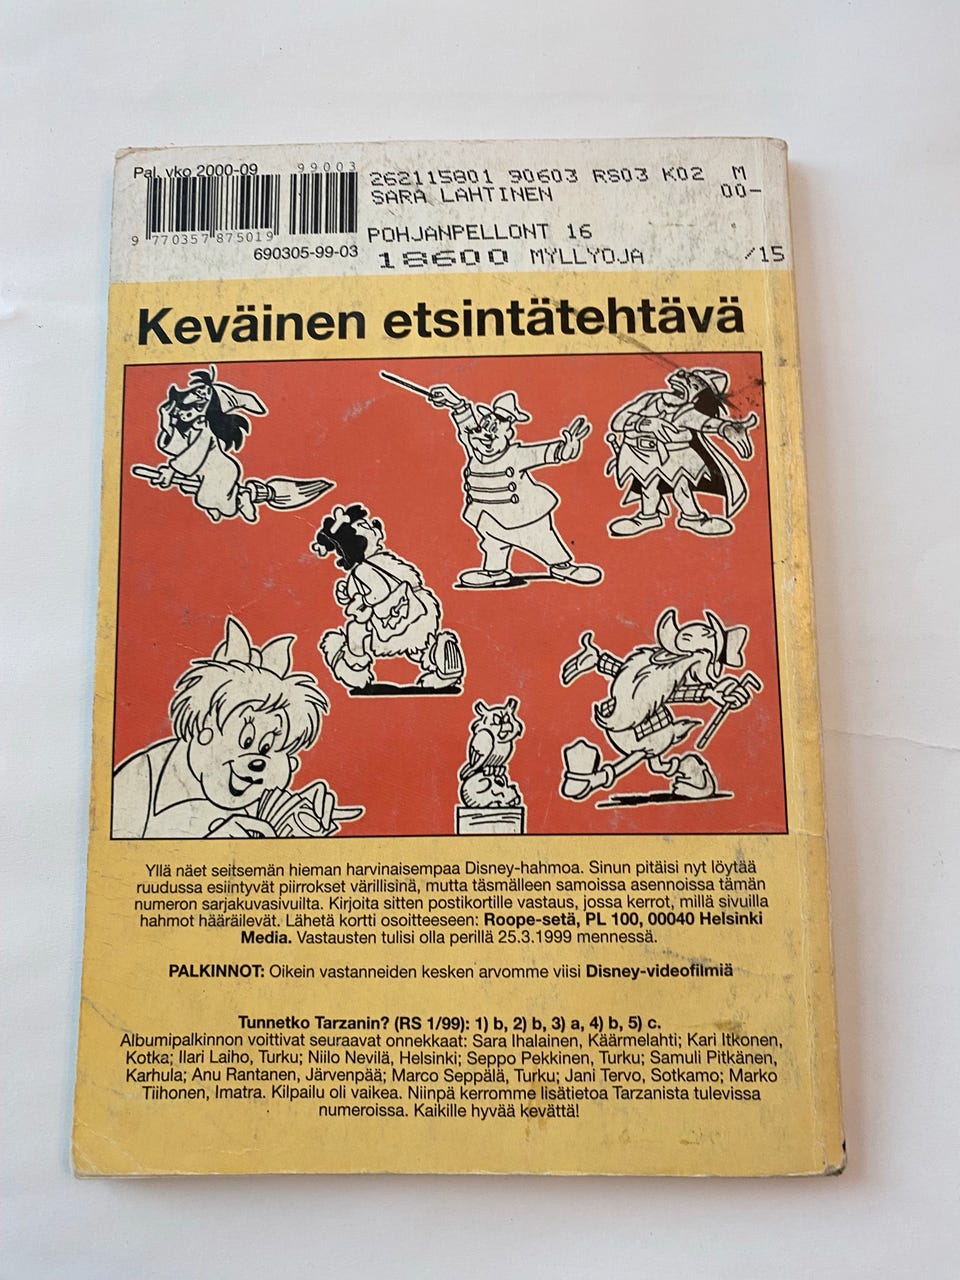 Pal. vko 2000-09
99003
9 770357 875019
690305-99-03
262115801 90603 RS03 K02 M
SARA LAHTINEN 00-
POHJANPELLONT 16
18600 MYLLYOJA /15
Keväinen etsintätehtävä
Yllä näet seitsemän hieman harvinaisempaa Disney-hahmoa. Sinun pitäisi nyt löytää
ruudussa esiintyvät piirrokset värillisinä, mutta täsmälleen samoissa asennoissa tämän
numeron sarjakuvasivuilta. Kirjoita sitten postikortille vastaus, jossa kerrot, millä sivuilla
hahmot hääräilevät. Lähetä kortti osoitteeseen: Roope-setä, PL 100, 00040 Helsinki
Media. Vastausten tulisi olla perillä 25.3.1999 mennessä.
PALKINNOT: Oikein vastanneiden kesken arvomme viisi Disney-videofilmiä
Tunnetko Tarzanin? (RS 1/99): 1) b, 2) b, 3) a, 4) b, 5) c.
Albumipalkinnon voittivat seuraavat onnekkaat: Sara Ihalainen, Käärmelahti; Kari Itkonen,
Kotka; Ilari Laiho, Turku; Niilo Nevilä, Helsinki; Seppo Pekkinen, Turku; Samuli Pitkänen,
Karhula; Anu Rantanen, Järvenpää; Marco Seppälä, Turku; Jani Tervo, Sotkamo; Marko
Tiihonen, Imatra. Kilpailu oli vaikea. Niinpä kerromme lisätietoa Tarzanista tulevissa
numeroissa. Kaikille hyvää kevättä!